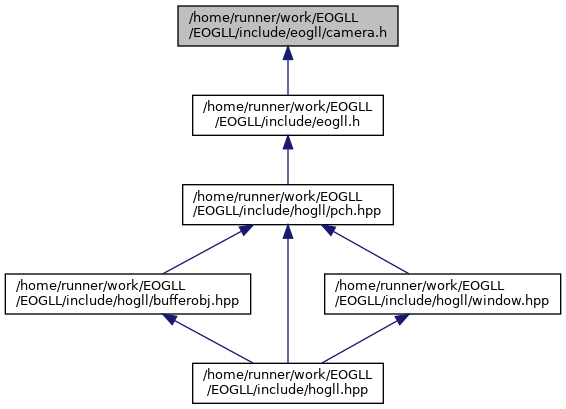 /home/runner/work/EOGLL
/EOGLL/include/eogll/camera.h
/home/runner/work/EOGLL
/EOGLL/include/eogll.h
/home/runner/work/EOGLL
/EOGLL/include/hogll/pch.hpp
/home/runner/work/EOGLL
/EOGLL/include/hogll/bufferobj.hpp
/home/runner/work/EOGLL
/EOGLL/include/hogll/window.hpp
/home/runner/work/EOGLL
/EOGLL/include/hogll.hpp